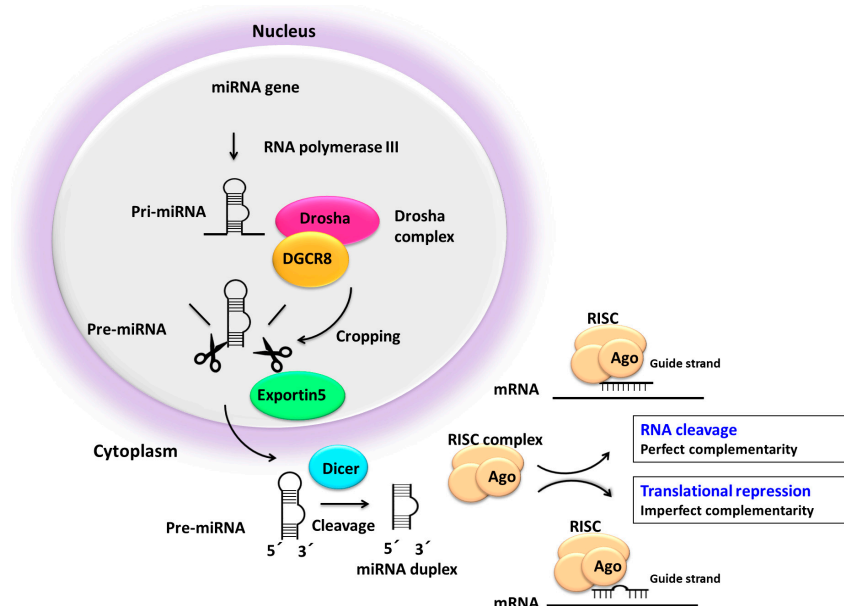 Nucleus
miRNA gene
RNA polymerase III
Pri-miRNA
Drosha
Drosha
complex
DGCR8
Pre-miRNA
Cropping
Exportin5
Cytoplasm
Dicer
Pre-miRNA
Cleavage
5´ 3´
5´ 3´
miRNA duplex
RISC
Ago
Guide strand
mRNA
RISC complex
Ago
RNA cleavage
Perfect complementarity
Translational repression
Imperfect complementarity
RISC
Ago
Guide strand
mRNA